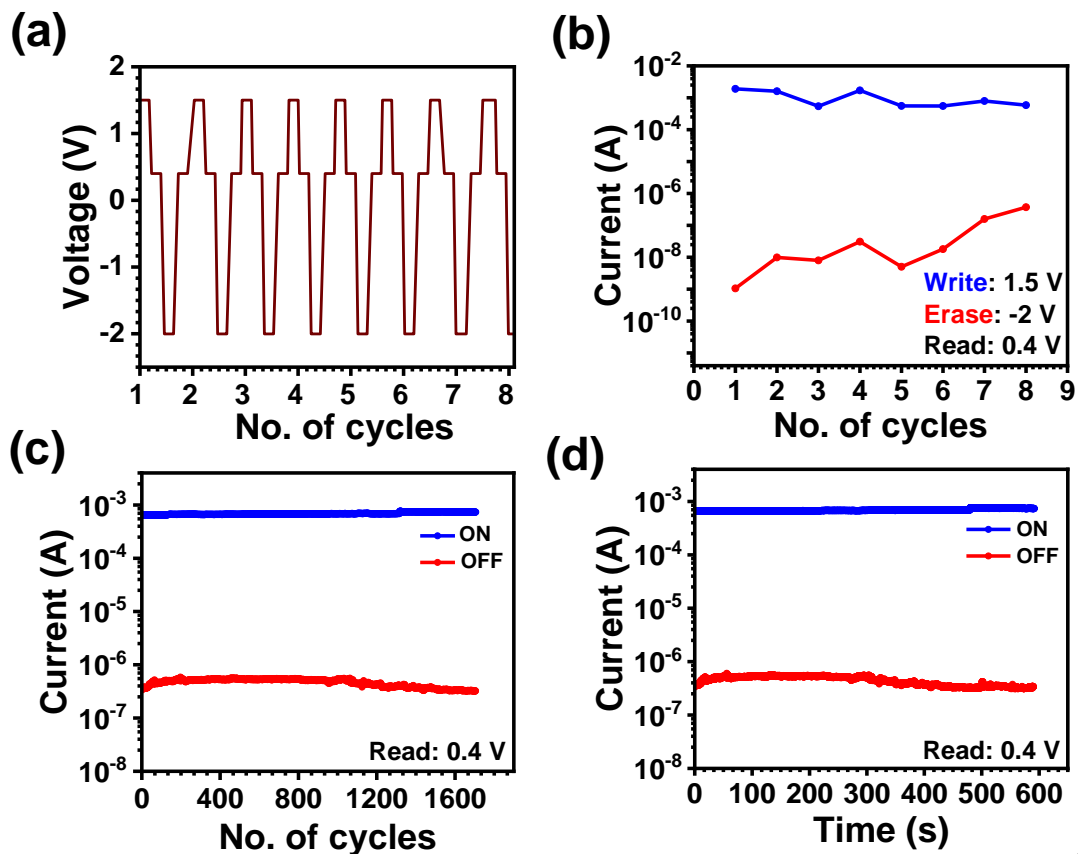 (a)
2
1
0
-1
-2
Voltage (V)
1 2 3 4 5 6 7 8
No. of cycles
(b)
10⁻²
10⁻⁴
10⁻⁶
10⁻⁸
10⁻¹⁰
Current (A)
Write: 1.5 V
Erase: -2 V
Read: 0.4 V
0 1 2 3 4 5 6 7 8 9
No. of cycles
(c)
10⁻³
10⁻⁴
10⁻⁵
10⁻⁶
10⁻⁷
10⁻⁸
Current (A)
ON
OFF
Read: 0.4 V
0 400 800 1200 1600
No. of cycles
(d)
10⁻³
10⁻⁴
10⁻⁵
10⁻⁶
10⁻⁷
10⁻⁸
Current (A)
ON
OFF
Read: 0.4 V
0 100 200 300 400 500 600
Time (s)